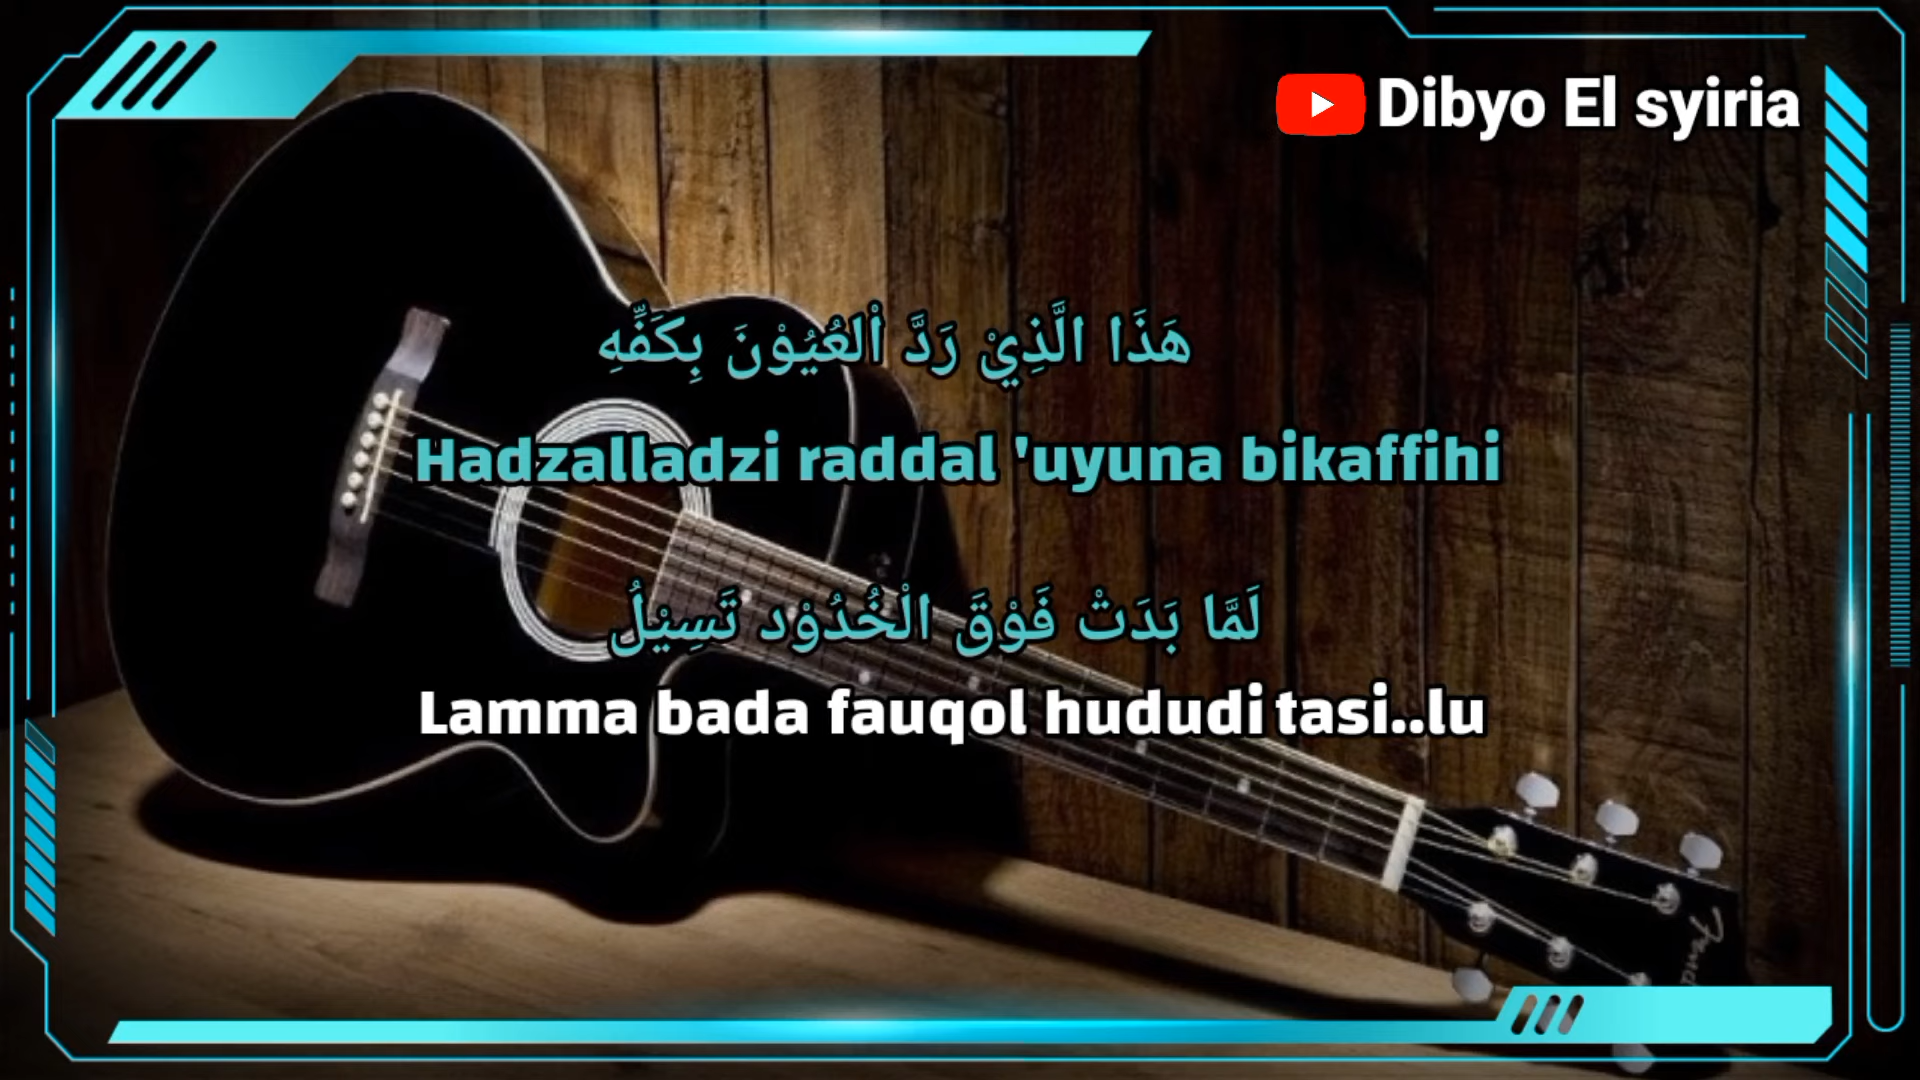 Dibyo El syiria
هَذَا الَّذِيْ رَدَّ اْلعُيُوْنَ بِكَفِّهِ
Hadzalladzi raddal 'uyuna bikaffihi
لَمَّا بَدَتْ فَوْقَ الْخُدُوْد تَسِيْلُ
Lamma bada fauqol hududi tasi..lu